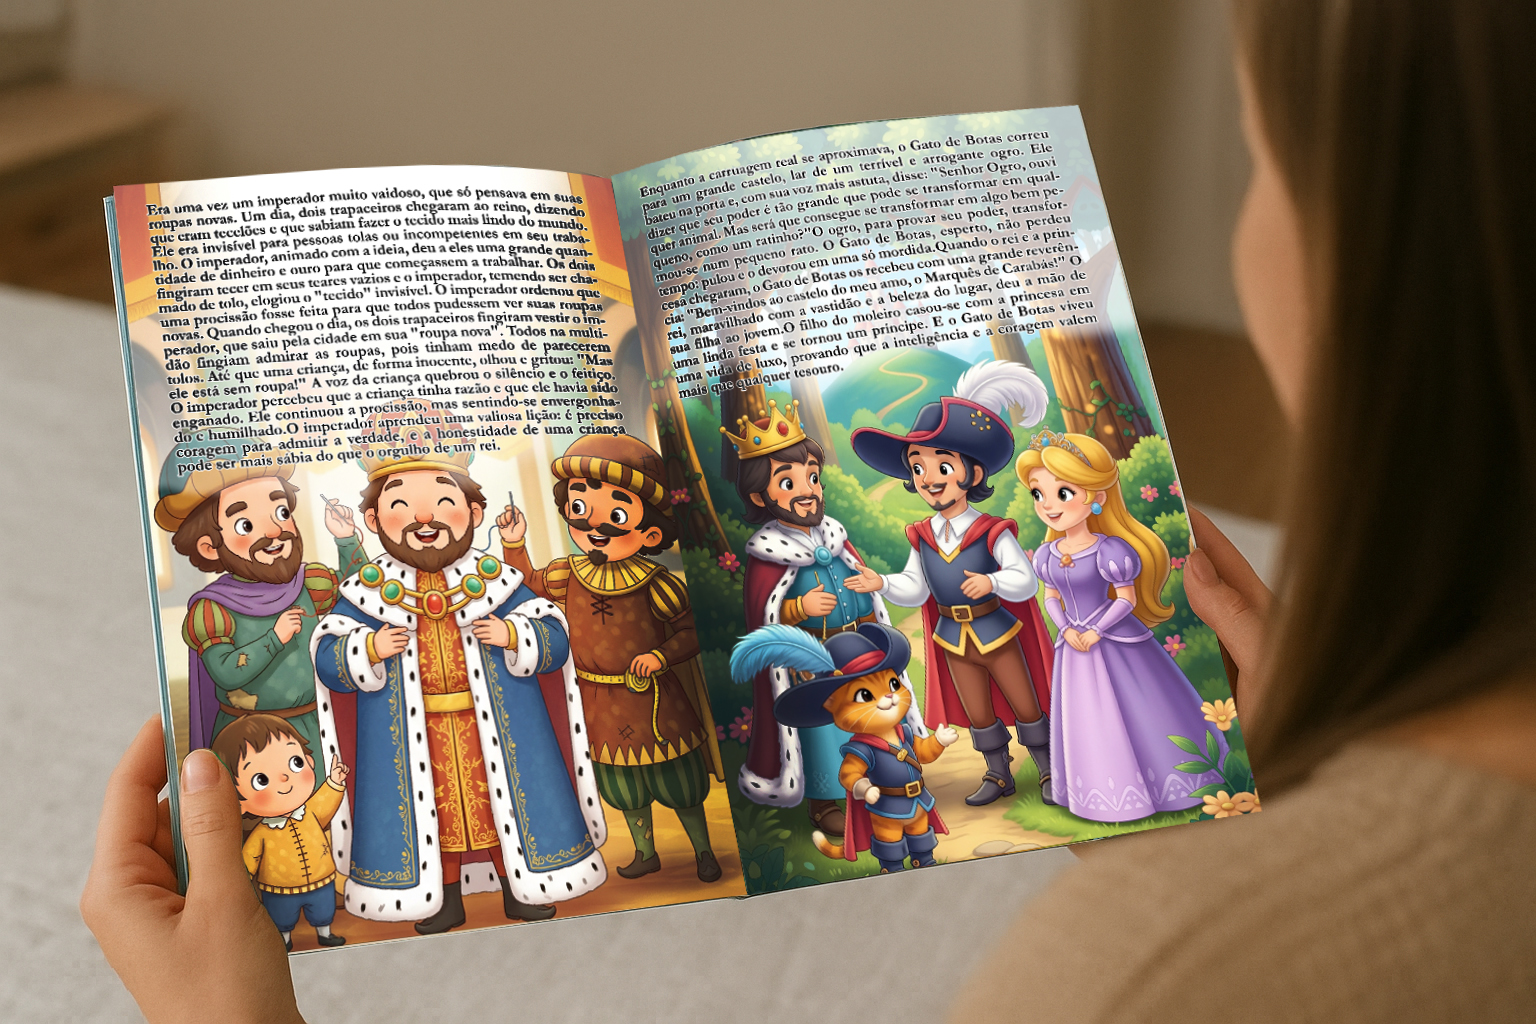 Era uma vez um imperador muito vaidoso, que só pensava em suas
roupas novas. Um dia, dois trapaceiros chegaram ao reino, dizendo
que eram tecelões e que sabiam fazer o tecido mais lindo do mundo.
Ele era invisível para pessoas tolas ou incompetentes em seu traba-
lho. O imperador, animado com a ideia, deu a eles uma grande quan-
tidade de dinheiro e ouro para que começassem a trabalhar. Os dois
fingiram tecer em seus teares vazios e o imperador, temendo ser cha-
mado de tolo, elogiou o "tecido" invisível. O imperador ordenou que
uma procissão fosse feita para que todos pudessem ver suas roupas
novas. Quando chegou o dia, os dois trapaceiros fingiram vestir o im-
perador, que saiu pela cidade em sua "roupa nova". Todos na multi-
dão fingiam admirar as roupas, pois tinham medo de parecerem
tolos. Até que uma criança, de forma inocente, olhou e gritou: "Mas
ele está sem roupa!" A voz da criança quebrou o silêncio e o feitiço.
O imperador percebeu que a criança tinha razão e que ele havia sido
enganado. Ele continuou a procissão, mas sentindo-se envergonha-
do e humilhado.O imperador aprendeu uma valiosa lição: é preciso
coragem para admitir a verdade, e a honestidade de uma criança
pode ser mais sábia do que o orgulho de um rei.
Enquanto a carruagem real se aproximava, o Gato de Botas correu
para um grande castelo, lar de um terrível e arrogante ogro. Ele
bateu na porta e, com sua voz mais astuta, disse: "Senhor Ogro, ouvi
dizer que seu poder é tão grande que pode se transformar em qual-
quer animal. Mas será que consegue se transformar em algo bem pe-
queno, como um ratinho?"O ogro, para provar seu poder, transfor-
mou-se num pequeno rato. O Gato de Botas, esperto, não perdeu
tempo: pulou e o devorou em uma só mordida.Quando o rei e a prin-
cesa chegaram, o Gato de Botas os recebeu com uma grande reverên-
cia: "Bem-vindos ao castelo do meu amo, o Marquês de Carabás!" O
rei, maravilhado com a vastidão e a beleza do lugar, deu a mão de
sua filha ao jovem.O filho do moleiro casou-se com a princesa em
uma linda festa e se tornou um príncipe. E o Gato de Botas viveu
uma vida de luxo, provando que a inteligência e a coragem valem
mais que qualquer tesouro.